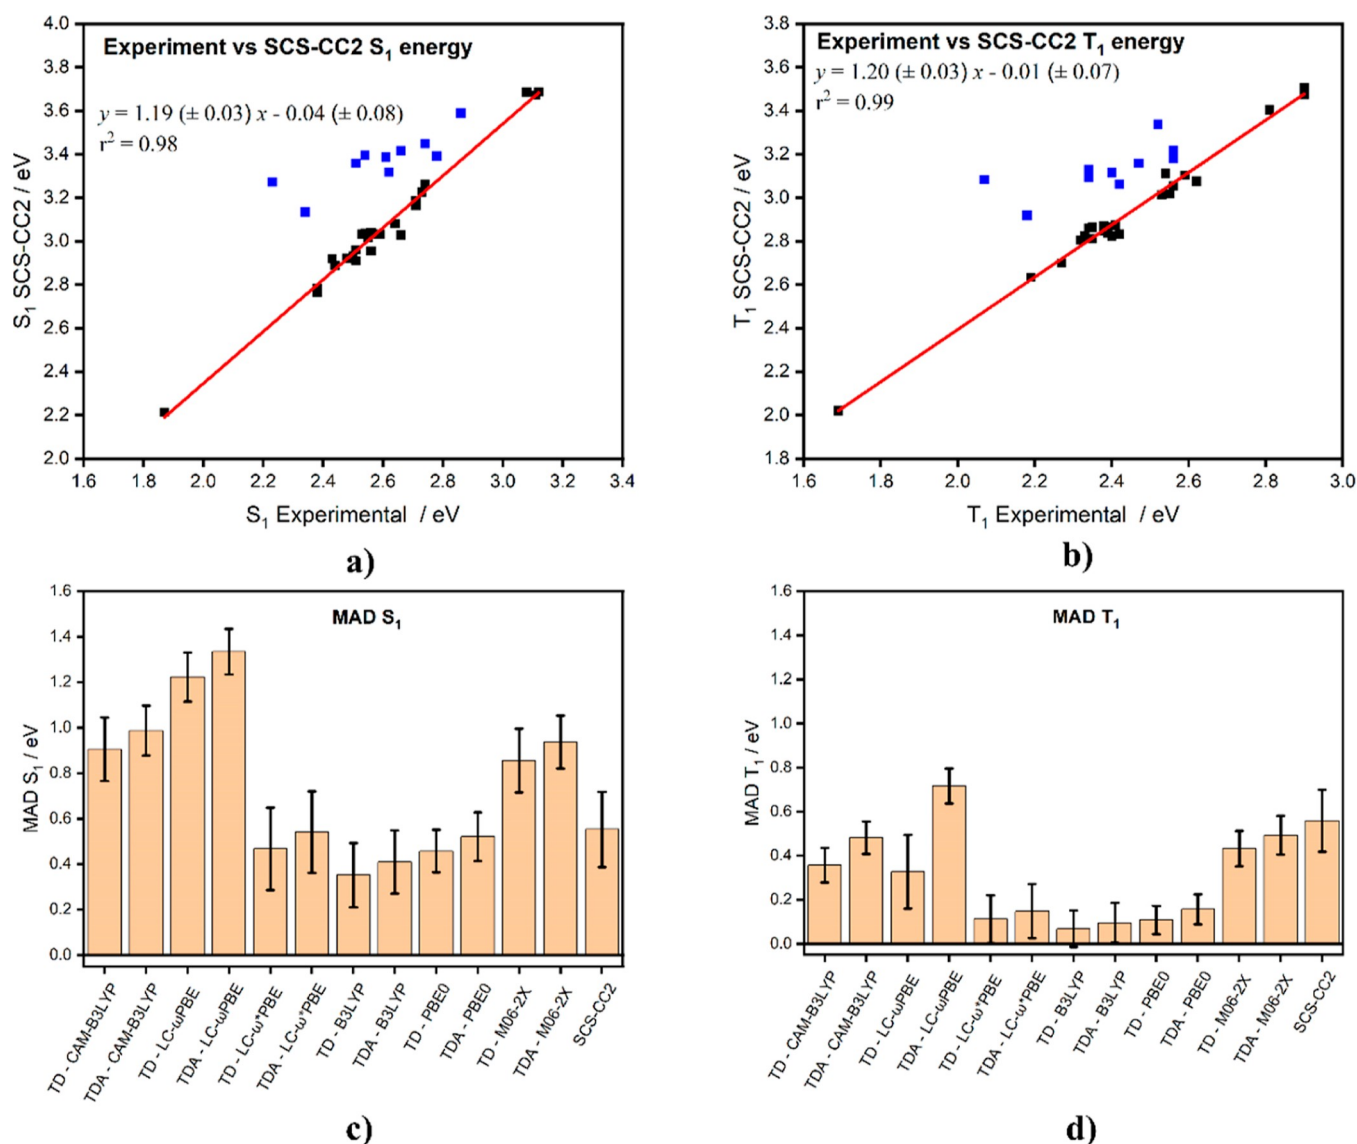 Experiment vs SCS-CC2 S₁ energy
y = 1.19 (± 0.03) x - 0.04 (± 0.08)
r² = 0.98
4.0
3.8
3.6
3.4
3.2
3.0
2.8
2.6
2.4
2.2
2.0
S₁ SCS-CC2 / eV
1.6 2.0 2.4 2.8 3.2 3.6 3.4
S₁ Experimental / eV
a)
Experiment vs SCS-CC2 T₁ energy
y = 1.20 (± 0.03) x - 0.01 (± 0.07)
r² = 0.99
3.8
3.6
3.4
3.2
3.0
2.8
2.6
2.4
2.2
2.0
1.8
T₁ SCS-CC2 / eV
1.6 1.8 2.0 2.2 2.4 2.6 2.8 3.0
T₁ Experimental / eV
b)
MAD S₁
1.6
1.4
1.2
1.0
0.8
0.6
0.4
0.2
0.0
MAD S₁ / eV
TD - CAM-B3LYP
TDA - CAM-B3LYP
TD - LC-ωPBE
TDA - LC-ωPBE
TD - LC-ω*PBE
TDA - LC-ω*PBE
TD - B3LYP
TDA - B3LYP
TD - PBE0
TDA - PBE0
TD - M06-2X
TDA - M06-2X
SCS-CC2
c)
MAD T₁
1.6
1.4
1.2
1.0
0.8
0.6
0.4
0.2
0.0
MAD T₁ / eV
TD - CAM-B3LYP
TDA - CAM-B3LYP
TD - LC-ωPBE
TDA - LC-ωPBE
TD - LC-ω*PBE
TDA - LC-ω*PBE
TD - B3LYP
TDA - B3LYP
TD - PBE0
TDA - PBE0
TD - M06-2X
TDA - M06-2X
SCS-CC2
d)